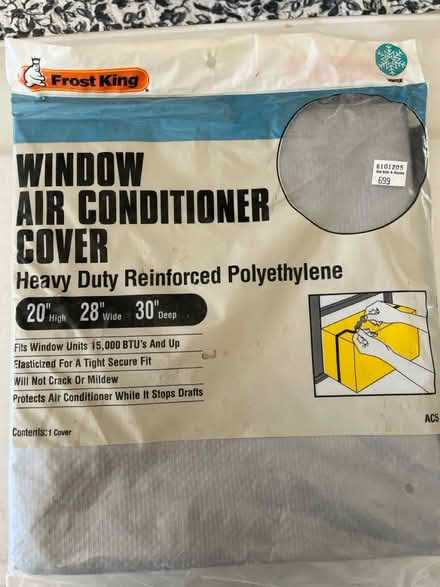 Frost King
WINDOW
AIR CONDITIONER
COVER
Heavy Duty Reinforced Polyethylene
20" High 28" Wide 30" Deep
Fits Window Units 15,000 BTU's And Up
Elasticized For A Tight Secure Fit
Will Not Crack Or Mildew
Protects Air Conditioner While It Stops Drafts
Contents: 1 Cover
AC5
6101205
699